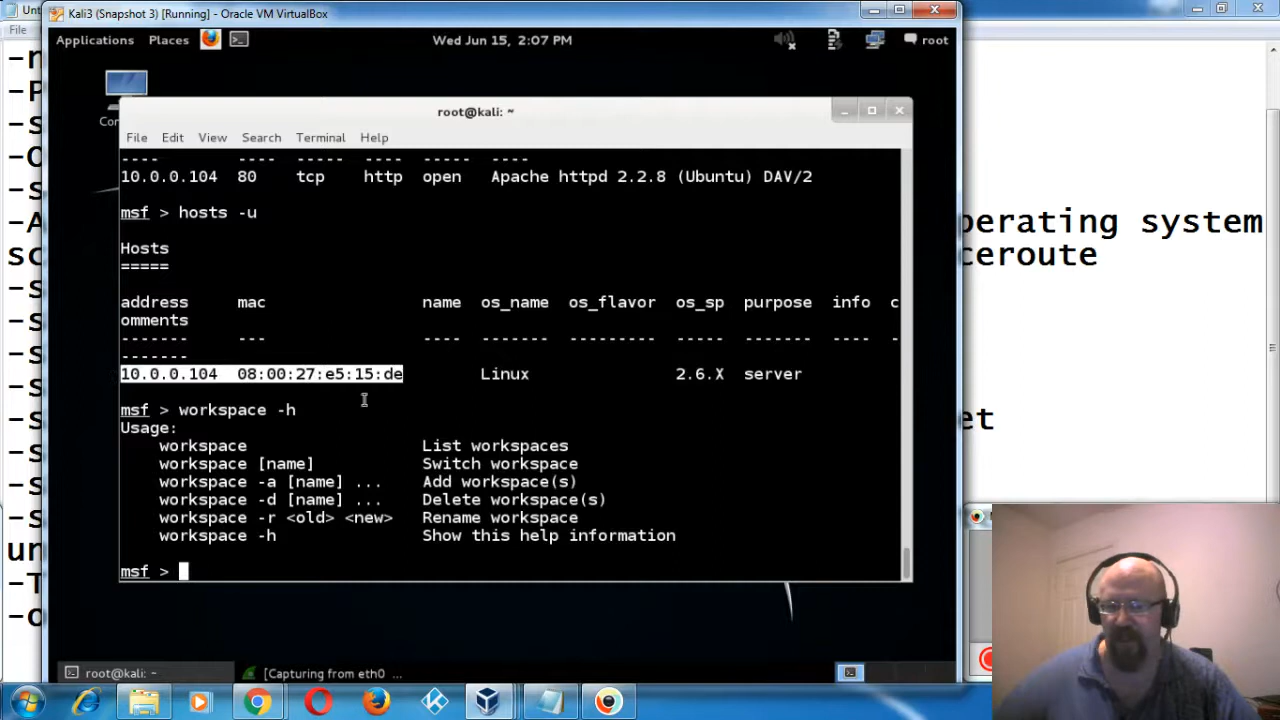 Unt
Kali3 (Snapshot 3) [Running] - Oracle VM VirtualBox
File
Applications Places Wed Jun 15, 2:07 PM root
root@kali: ~
File Edit View Search Terminal Help
---- ---- ----- ---- ----- ----
10.0.0.104 80 tcp http open Apache httpd 2.2.8 (Ubuntu) DAV/2
msf > hosts -u
Hosts
=====
address mac name os_name os_flavor os_sp purpose info c
omments
------- --- ---- ------- --------- ----- ------- ---- -
-------
10.0.0.104 08:00:27:e5:15:de Linux 2.6.X server
msf > workspace -h
Usage:
workspace List workspaces
workspace [name] Switch workspace
workspace -a [name] ... Add workspace(s)
workspace -d [name] ... Delete workspace(s)
workspace -r <old> <new> Rename workspace
workspace -h Show this help information
msf >
root@kali: ~ [Capturing from eth0 ...
-n
-P
-s
-O
-s
-A perating system
sc ceroute
-s
-s
-s
-s et
-s
-s
-s
un
-T
-o